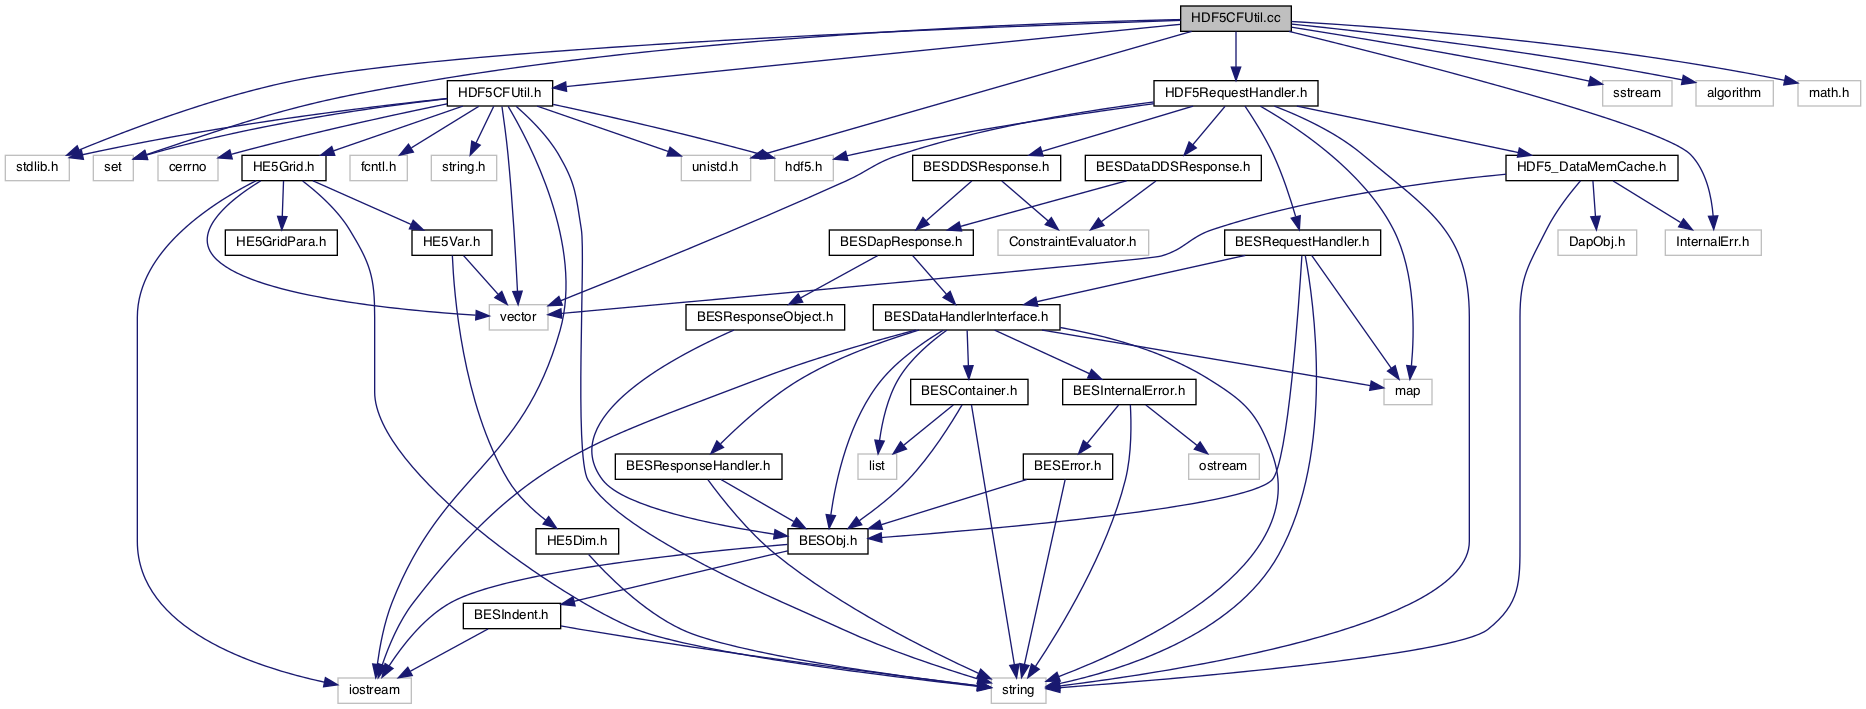 HDF5CFUtil.cc
HDF5CFUtil.h
HDF5RequestHandler.h
sstream
algorithm
math.h
stdlib.h
set
cerrno
HE5Grid.h
fcntl.h
string.h
unistd.h
hdf5.h
BESDDSResponse.h
BESDataDDSResponse.h
HDF5_DataMemCache.h
HE5GridPara.h
HE5Var.h
BESDapResponse.h
ConstraintEvaluator.h
BESRequestHandler.h
DapObj.h
InternalErr.h
vector
BESResponseObject.h
BESDataHandlerInterface.h
BESContainer.h
BESInternalError.h
map
BESResponseHandler.h
list
BESError.h
ostream
HE5Dim.h
BESObj.h
BESIndent.h
iostream
string